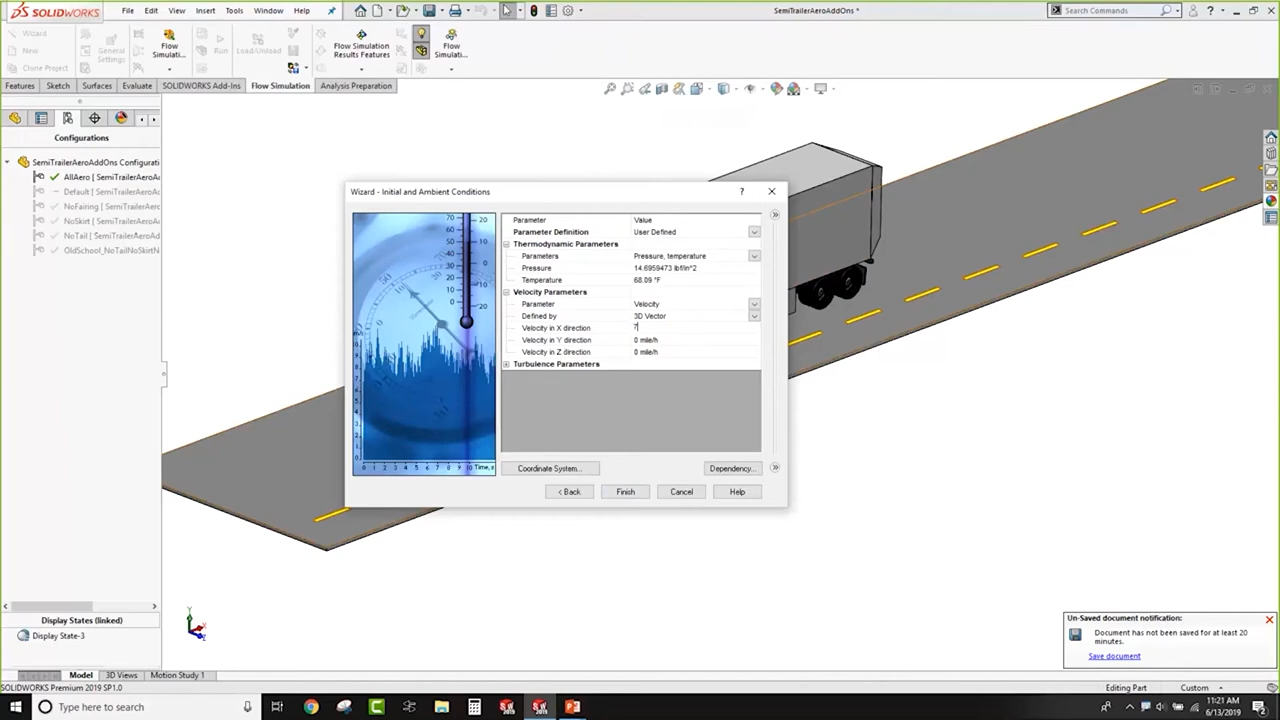 SOLIDWORKS
File Edit View Insert Tools Window Help
SemiTrailerAeroAddOns *
Search Commands
Wizard
New
Clone Project
Flow
Simulati...
General
Settings
Run
Load/Unload
Flow Simulation
Results Features
Flow
Simulati...
Features Sketch Surfaces Evaluate SOLIDWORKS Add-Ins Flow Simulation Analysis Preparation
Configurations
SemiTrailerAeroAddOns Configurati
AllAero [ SemiTrailerAeroA
Default [ SemiTrailerAeroAd
NoFairing [ SemiTrailerAero
NoSkirt [ SemiTrailerAeroA
NoTail [ SemiTrailerAeroAd
OldSchool_NoTailNoSkirtN
Wizard - Initial and Ambient Conditions
Parameter Value
Parameter Definition User Defined
Thermodynamic Parameters
Parameters Pressure, temperature
Pressure 14.6959473 lbf/in^2
Temperature 68.09 °F
Velocity Parameters
Parameter Velocity
Defined by 3D Vector
Velocity in X direction 7
Velocity in Y direction 0 mile/h
Velocity in Z direction 0 mile/h
Turbulence Parameters
Coordinate System... Dependency...
< Back Finish Cancel Help
Display States (linked)
Display State-3
Un-Saved document notification:
Document has not been saved for at least 20
minutes.
Save document
Model 3D Views Motion Study 1
SOLIDWORKS Premium 2019 SP1.0
Editing Part Custom
Type here to search
11:21 AM
6/13/2019